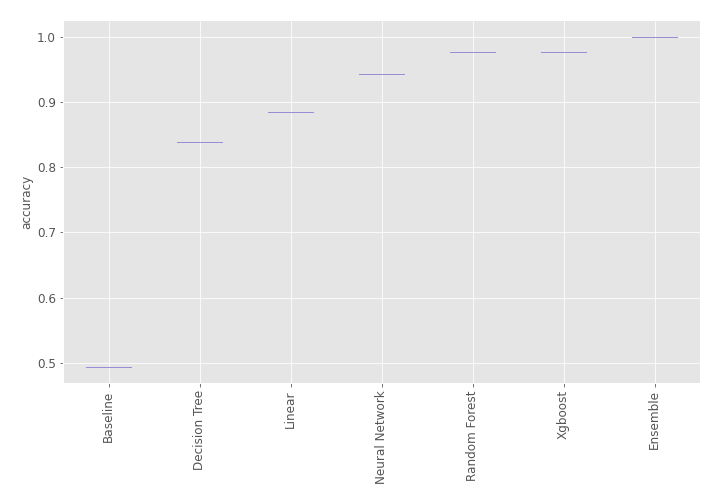 1.0
0.9
0.8
0.7
0.6
0.5
accuracy
Baseline
Decision Tree
Linear
Neural Network
Random Forest
Xgboost
Ensemble